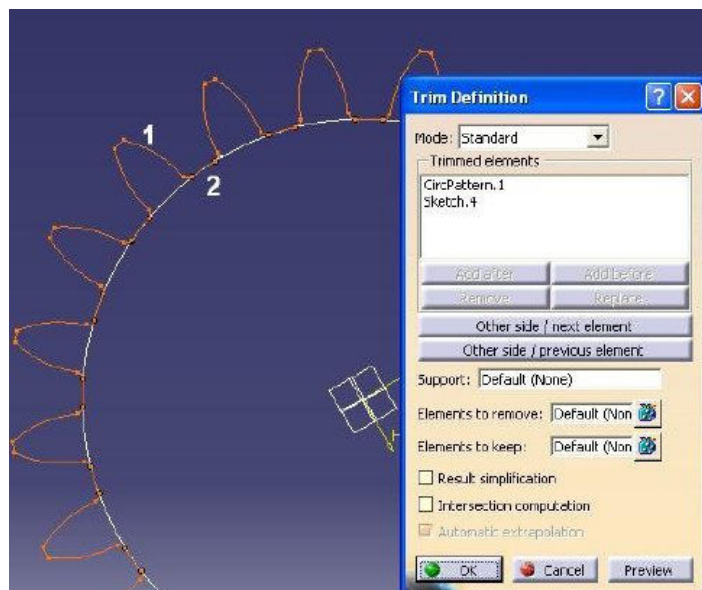 1
2
Trim Definition
Mode: Standard
Trimmed elements
CircPattern.1
Sketch.4
Add after Add before
Remove Replace
Other side / next element
Other side / previous element
Support: Default (None)
Elements to remove: Default (Non
Elements to keep: Default (Non
Result simplification
Intersection computation
Automatic extrapolation
OK Cancel Preview